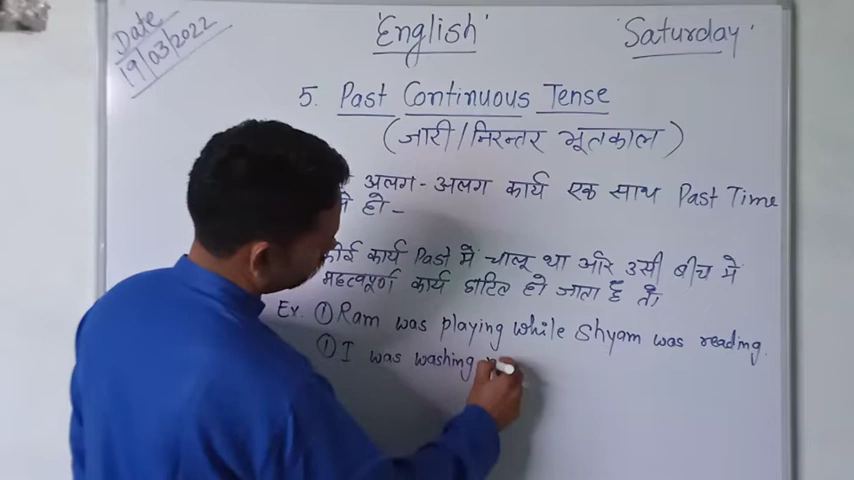 Date
19/03/2022
'English'
Saturday'
5. Past Continuous Tense
(जारी/निरन्तर भूतकाल)
अलग-अलग कार्य एक साथ Past Time
हो -
कोई कार्य Past में चालू था और उसी बीच में
महत्वपूर्ण कार्य घटित हो जाता है तो
Ex. ① Ram was playing while Shyam was reading.
① I was washing